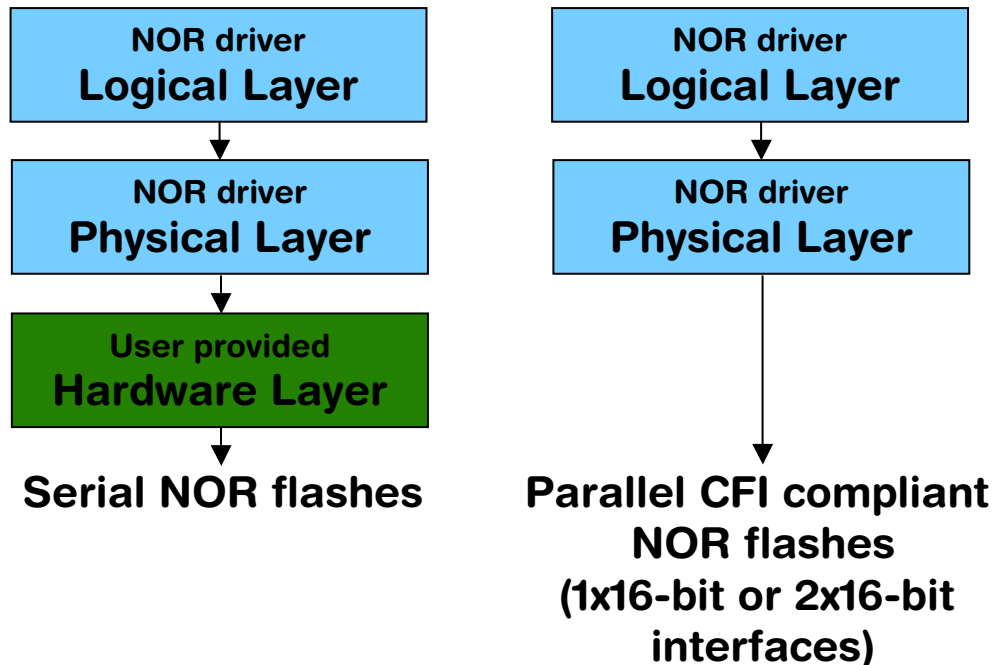 NOR driver
Logical Layer
NOR driver
Physical Layer
User provided
Hardware Layer
Serial NOR flashes
NOR driver
Logical Layer
NOR driver
Physical Layer
Parallel CFI compliant
NOR flashes
(1x16-bit or 2x16-bit
interfaces)